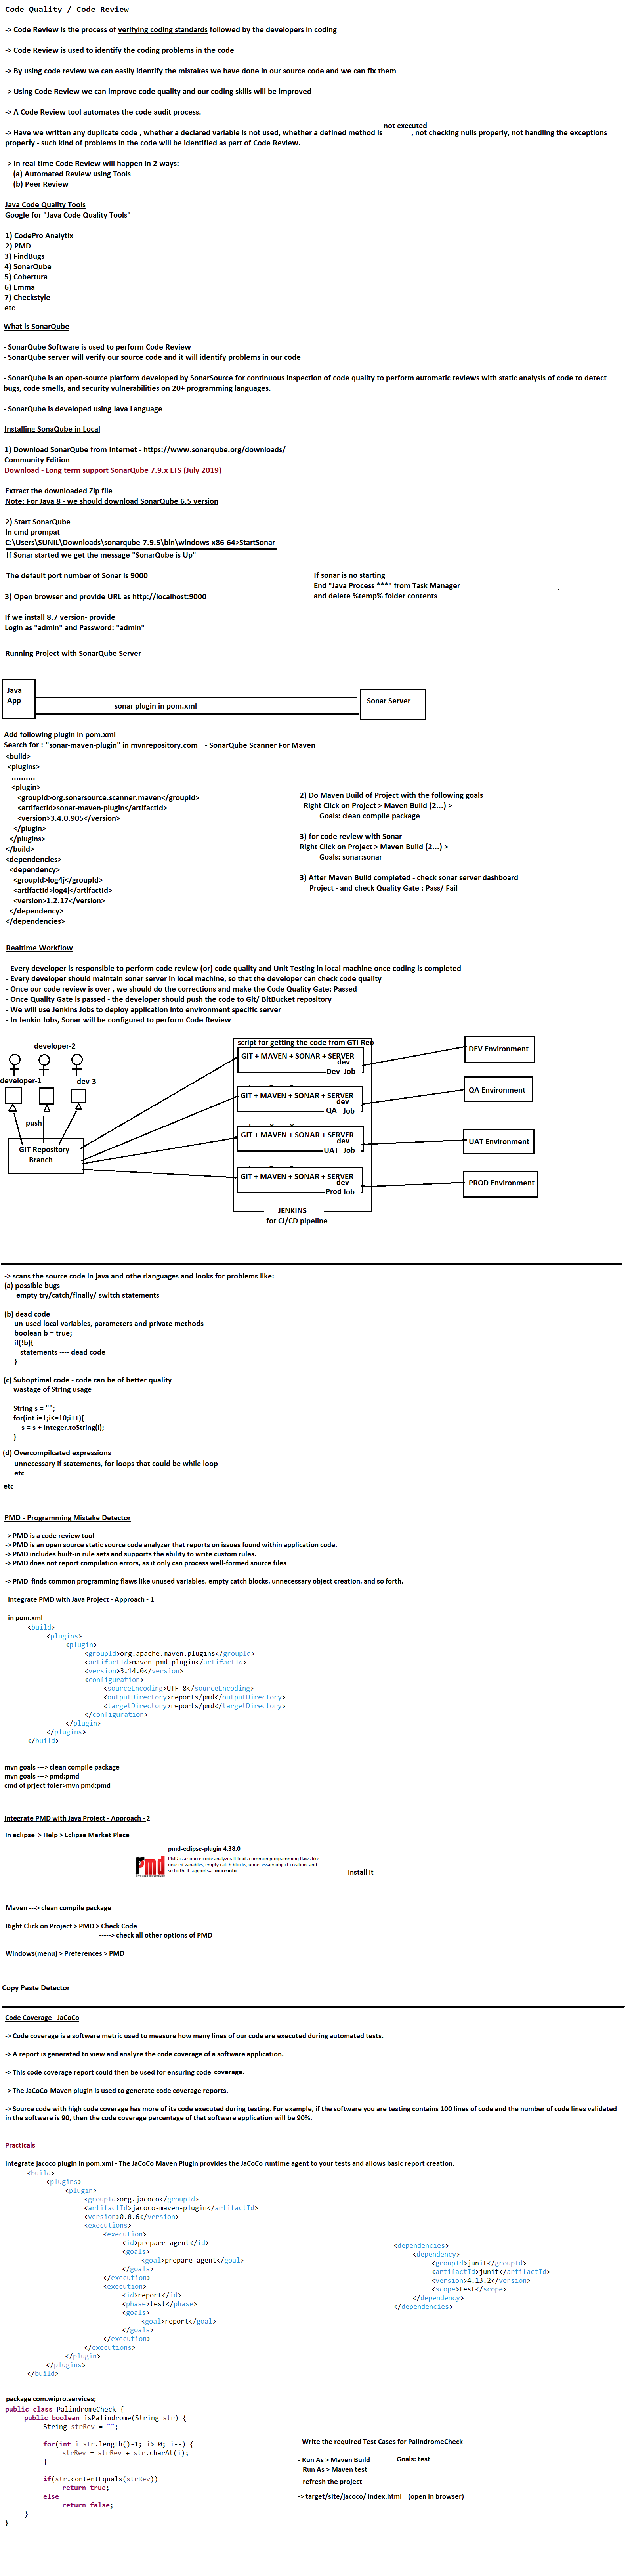 Code Quality / Code Review
-> Code Review is the process of verifying coding standards followed by the developers in coding
-> Code Review is used to identify the coding problems in the code
-> By using code review we can easily identify the mistakes we have done in our source code and we can fix them
-> Using Code Review we can improve code quality and our coding skills will be improved
-> A Code Review tool automates the code audit process.
-> Have we written any duplicate code , whether a declared variable is not used, whether a defined method is not executed , not checking nulls properly, not handling the exceptions
properly - such kind of problems in the code will be identified as part of Code Review.
-> In real-time Code Review will happen in 2 ways:
(a) Automated Review using Tools
(b) Peer Review
Java Code Quality Tools
Google for "Java Code Quality Tools"
1) CodePro Analytix
2) PMD
3) FindBugs
4) SonarQube
5) Cobertura
6) Emma
7) Checkstyle
etc
What is SonarQube
- SonarQube Software is used to perform Code Review
- SonarQube server will verify our source code and it will identify problems in our code
- SonarQube is an open-source platform developed by SonarSource for continuous inspection of code quality to perform automatic reviews with static analysis of code to detect
bugs, code smells, and security vulnerabilities on 20+ programming languages.
- SonarQube is developed using Java Language
Installing SonaQube in Local
1) Download SonarQube from Internet - https://www.sonarqube.org/downloads/
Community Edition
Download - Long term support SonarQube 7.9.x LTS (July 2019)
Extract the downloaded Zip file
Note: For Java 8 - we should download SonarQube 6.5 version
2) Start SonarQube
In cmd prompat
C:\Users\SUNIL\Downloads\sonarqube-7.9.5\bin\windows-x86-64>StartSonar
If Sonar started we get the message "SonarQube is Up"
The default port number of Sonar is 9000
If sonar is no starting
End "Java Process ***" from Task Manager
and delete %temp% folder contents
3) Open browser and provide URL as http://localhost:9000
If we install 8.7 version- provide
Login as "admin" and Password: "admin"
Running Project with SonarQube Server
Java
App
sonar plugin in pom.xml
Sonar Server
Add following plugin in pom.xml
Search for : "sonar-maven-plugin" in mvnrepository.com - SonarQube Scanner For Maven
<build>
<plugins>
..........
<plugin>
<groupId>org.sonarsource.scanner.maven</groupId>
<artifactId>sonar-maven-plugin</artifactId>
<version>3.4.0.905</version>
</plugin>
</plugins>
</build>
<dependencies>
<dependency>
<groupId>log4j</groupId>
<artifactId>log4j</artifactId>
<version>1.2.17</version>
</dependency>
</dependencies>
2) Do Maven Build of Project with the following goals
Right Click on Project > Maven Build (2...) >
Goals: clean compile package
3) for code review with Sonar
Right Click on Project > Maven Build (2...) >
Goals: sonar:sonar
3) After Maven Build completed - check sonar server dashboard
Project - and check Quality Gate : Pass/ Fail
Realtime Workflow
- Every developer is responsible to perform code review (or) code quality and Unit Testing in local machine once coding is completed
- Every developer should maintain sonar server in local machine, so that the developer can check code quality
- Once our code review is over , we should do the corrections and make the Code Quality Gate: Passed
- Once Quality Gate is passed - the developer should push the code to Git/ BitBucket repository
- We will use Jenkins Jobs to deploy application into environment specific server
- In Jenkin Jobs, Sonar will be configured to perform Code Review
developer-2
developer-1
dev-3
push
GIT Repository
Branch
script for getting the code from GTI Reo
GIT + MAVEN + SONAR + SERVER
dev
Dev Job
GIT + MAVEN + SONAR + SERVER
dev
QA Job
GIT + MAVEN + SONAR + SERVER
dev
UAT Job
GIT + MAVEN + SONAR + SERVER
dev
Prod Job
JENKINS
for CI/CD pipeline
DEV Environment
QA Environment
UAT Environment
PROD Environment
-> scans the source code in java and othe rlanguages and looks for problems like:
(a) possible bugs
empty try/catch/finally/ switch statements
(b) dead code
un-used local variables, parameters and private methods
boolean b = true;
if(!b){
statements ---- dead code
}
(c) Suboptimal code - code can be of better quality
wastage of String usage
String s = "";
for(int i=1;i<=10;i++){
s = s + Integer.toString(i);
}
(d) Overcompilcated expressions
unnecessary if statements, for loops that could be while loop
etc
etc
PMD - Programming Mistake Detector
-> PMD is a code review tool
-> PMD is an open source static source code analyzer that reports on issues found within application code.
-> PMD includes built-in rule sets and supports the ability to write custom rules.
-> PMD does not report compilation errors, as it only can process well-formed source files
-> PMD finds common programming flaws like unused variables, empty catch blocks, unnecessary object creation, and so forth.
Integrate PMD with Java Project - Approach - 1
in pom.xml
<build>
<plugins>
<plugin>
<groupId>org.apache.maven.plugins</groupId>
<artifactId>maven-pmd-plugin</artifactId>
<version>3.14.0</version>
<configuration>
<sourceEncoding>UTF-8</sourceEncoding>
<outputDirectory>reports/pmd</outputDirectory>
<targetDirectory>reports/pmd</targetDirectory>
</configuration>
</plugin>
</plugins>
</build>
mvn goals ---> clean compile package
mvn goals ---> pmd:pmd
cmd of prject foler>mvn pmd:pmd
Integrate PMD with Java Project - Approach - 2
In eclipse > Help > Eclipse Market Place
pmd-eclipse-plugin 4.38.0
Pmd
PMD is a source code analyzer. It finds common programming flaws like
unused variables, empty catch blocks, unnecessary object creation, and
so forth. It supports... more info
Install it
Maven ---> clean compile package
Right Click on Project > PMD > Check Code
-----> check all other options of PMD
Windows(menu) > Preferences > PMD
Copy Paste Detector
Code Coverage - JaCoCo
-> Code coverage is a software metric used to measure how many lines of our code are executed during automated tests.
-> A report is generated to view and analyze the code coverage of a software application.
-> This code coverage report could then be used for ensuring code coverage.
-> The JaCoCo-Maven plugin is used to generate code coverage reports.
-> Source code with high code coverage has more of its code executed during testing. For example, if the software you are testing contains 100 lines of code and the number of code lines validated
in the software is 90, then the code coverage percentage of that software application will be 90%.
Practicals
integrate jacoco plugin in pom.xml - The JaCoCo Maven Plugin provides the JaCoCo runtime agent to your tests and allows basic report creation.
<build>
<plugins>
<plugin>
<groupId>org.jacoco</groupId>
<artifactId>jacoco-maven-plugin</artifactId>
<version>0.8.6</version>
<executions>
<execution>
<id>prepare-agent</id>
<goals>
<goal>prepare-agent</goal>
</goals>
</execution>
<execution>
<id>report</id>
<phase>test</phase>
<goals>
<goal>report</goal>
</goals>
</execution>
</executions>
</plugin>
</plugins>
</build>
<dependencies>
<dependency>
<groupId>junit</groupId>
<artifactId>junit</artifactId>
<version>4.13.2</version>
<scope>test</scope>
</dependency>
</dependencies>
package com.wipro.services;
public class PalindromeCheck {
public boolean isPalindrome(String str) {
String strRev = "";
for(int i=str.length()-1; i>=0; i--) {
strRev = strRev + str.charAt(i);
}
if(str.contentEquals(strRev))
return true;
else
return false;
}
}
- Write the required Test Cases for PalindromeCheck
- Run As > Maven Build Goals: test
Run As > Maven test
- refresh the project
-> target/site/jacoco/ index.html (open in browser)